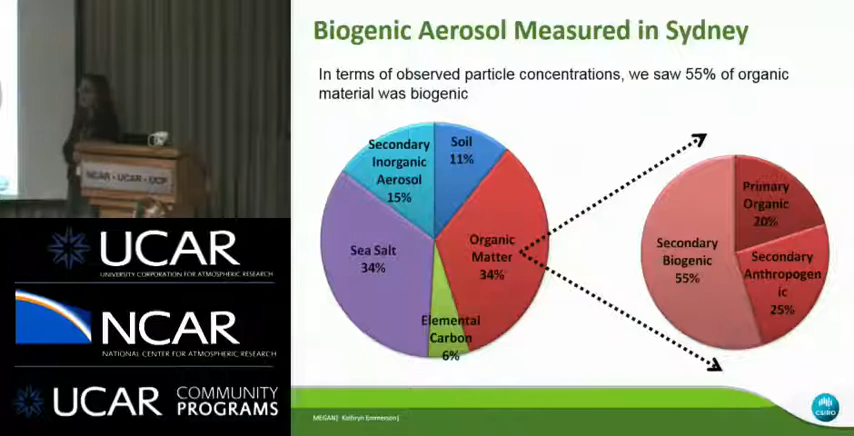 Biogenic Aerosol Measured in Sydney
In terms of observed particle concentrations, we saw 55% of organic
material was biogenic
Secondary
Inorganic
Aerosol
15%
Soil
11%
Sea Salt
34%
Organic
Matter
34%
Elemental
Carbon
6%
Primary
Organic
20%
Secondary
Biogenic
55%
Secondary
Anthropogen
ic
25%
MEGAN| Kathryn Emmerson|
CSIRO
NCAR - UCAR - UCP
UCAR
UNIVERSITY CORPORATION FOR ATMOSPHERIC RESEARCH
NCAR
NATIONAL CENTER FOR ATMOSPHERIC RESEARCH
UCAR COMMUNITY
PROGRAMS